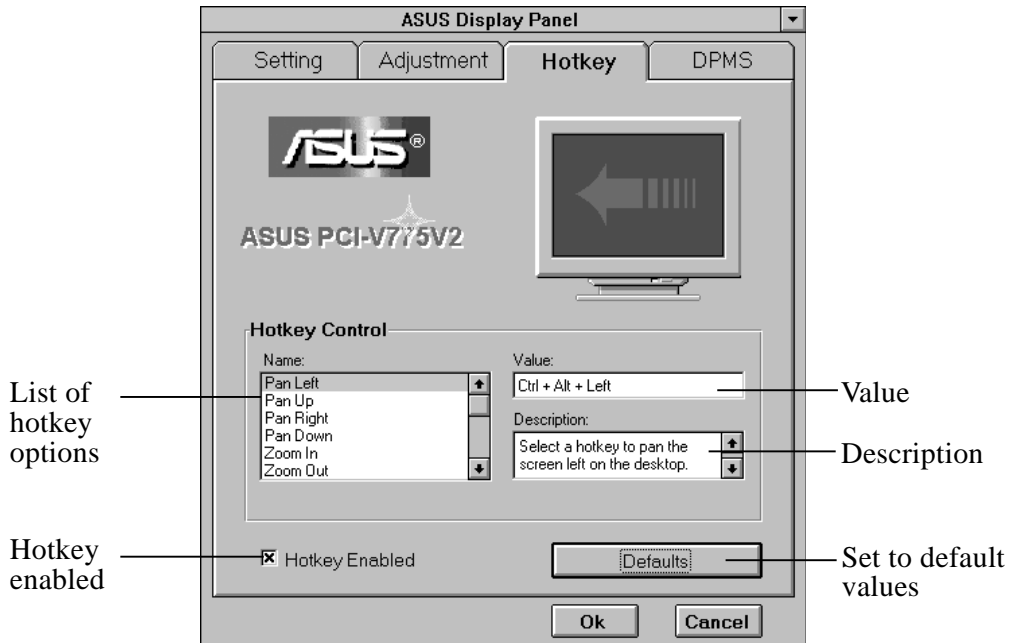 ASUS Display Panel
Setting
Adjustment
Hotkey
DPMS
ASUS®
ASUS PCI-V775V2
Hotkey Control
Name:
Pan Left
Pan Up
Pan Right
Pan Down
Zoom In
Zoom Out
Value:
Ctrl + Alt + Left
Description:
Select a hotkey to pan the
screen left on the desktop.
List of
hotkey
options
Value
Description
Hotkey
enabled
Hotkey Enabled
Defaults
Set to default
values
Ok
Cancel